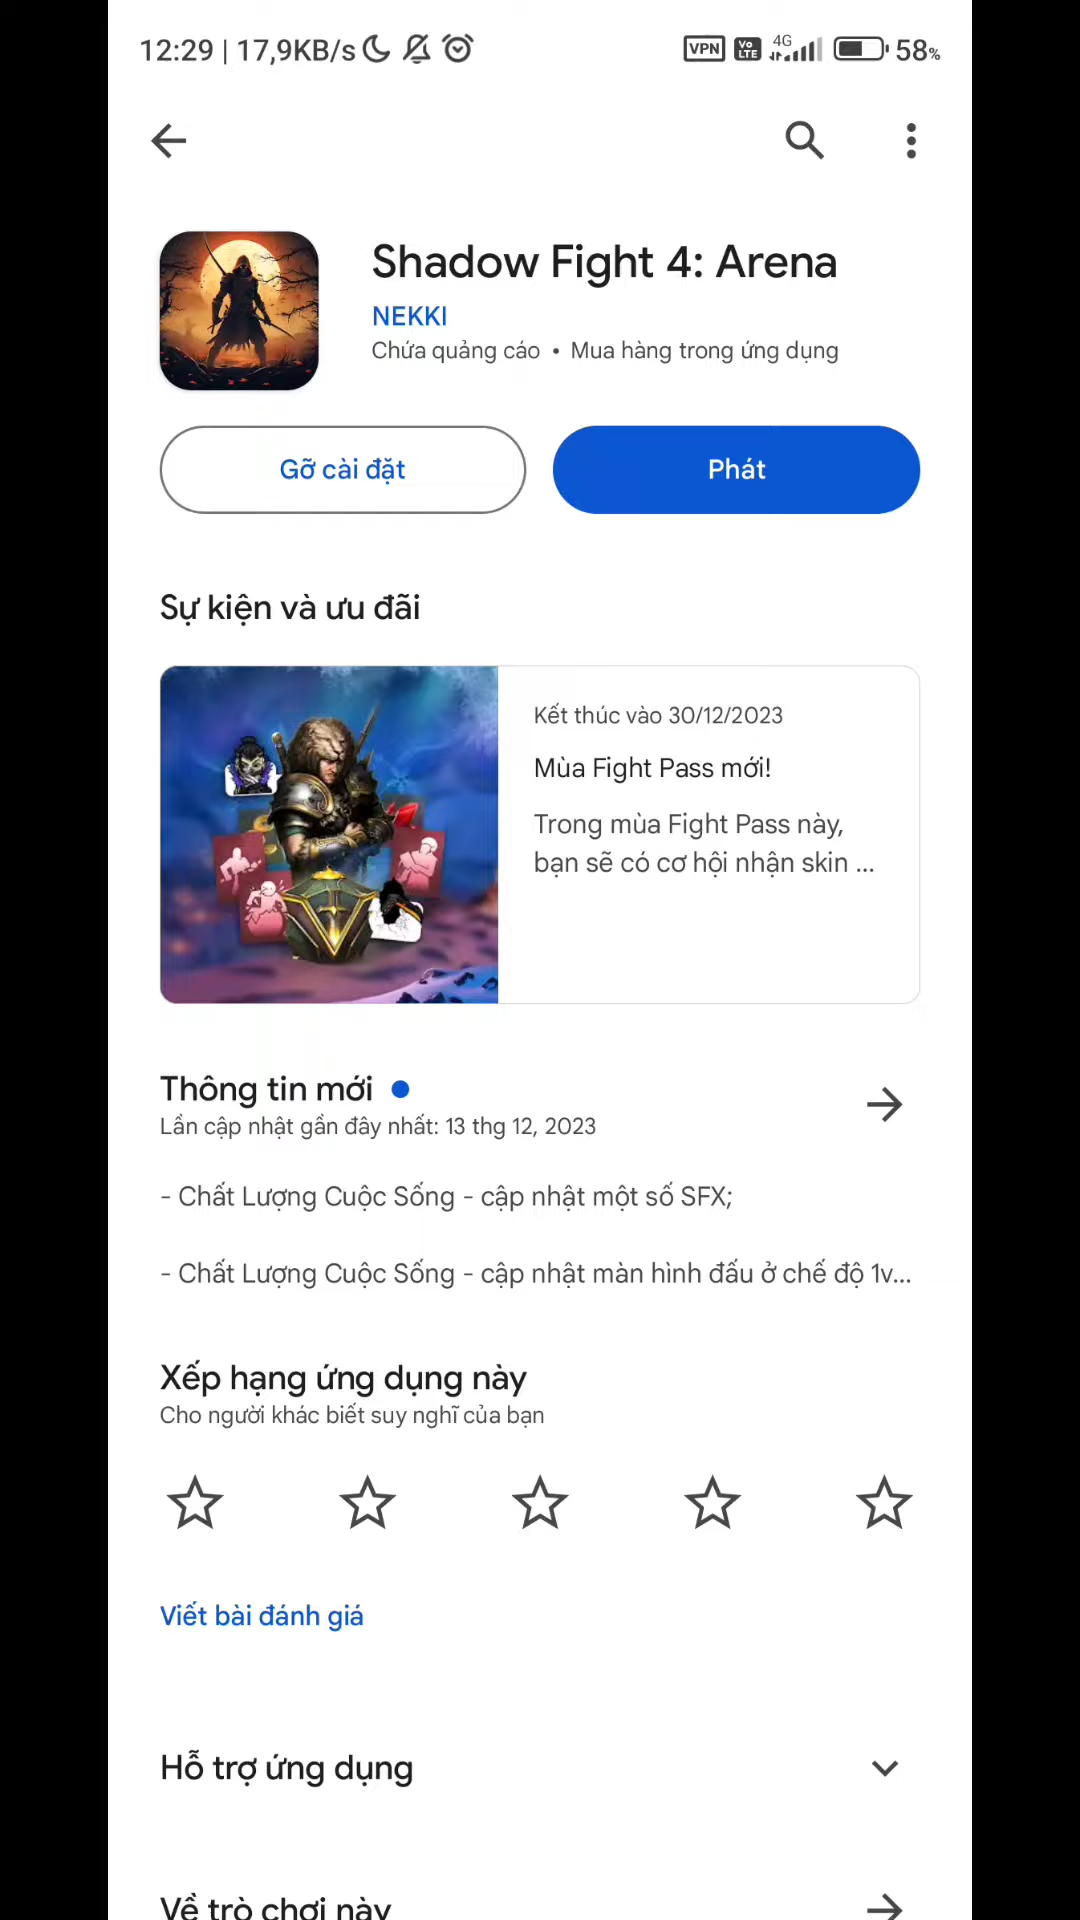 12:29 | 17,9KB/s
VPN
Vo LTE
4G
58%
Shadow Fight 4: Arena
NEKKI
Chứa quảng cáo • Mua hàng trong ứng dụng
Gỡ cài đặt
Phát
Sự kiện và ưu đãi
Kết thúc vào 30/12/2023
Mùa Fight Pass mới!
Trong mùa Fight Pass này,
bạn sẽ có cơ hội nhận skin ...
Thông tin mới
Lần cập nhật gần đây nhất: 13 thg 12, 2023
- Chất Lượng Cuộc Sống - cập nhật một số SFX;
- Chất Lượng Cuộc Sống - cập nhật màn hình đấu ở chế độ 1v...
Xếp hạng ứng dụng này
Cho người khác biết suy nghĩ của bạn
Viết bài đánh giá
Hỗ trợ ứng dụng
Về trò chơi này